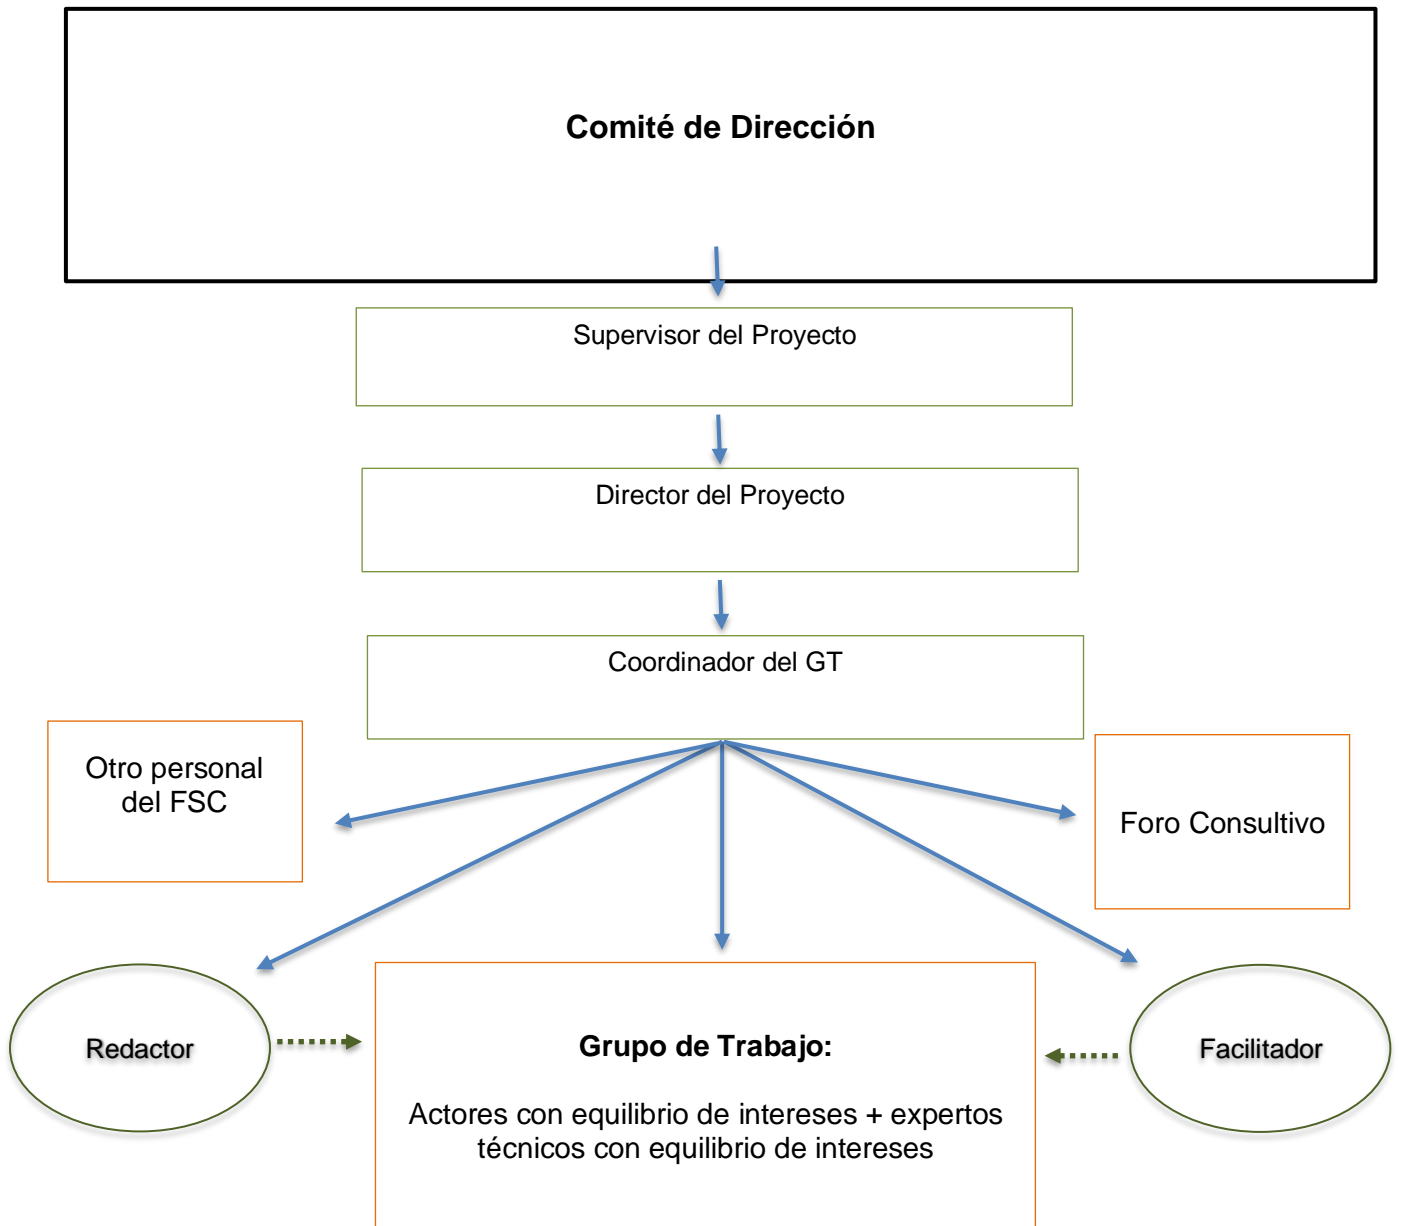 Comité de Dirección
Supervisor del Proyecto
Director del Proyecto
Coordinador del GT
Otro personal
del FSC
Foro Consultivo
Redactor
Grupo de Trabajo:
Actores con equilibrio de intereses + expertos
técnicos con equilibrio de intereses
Facilitador